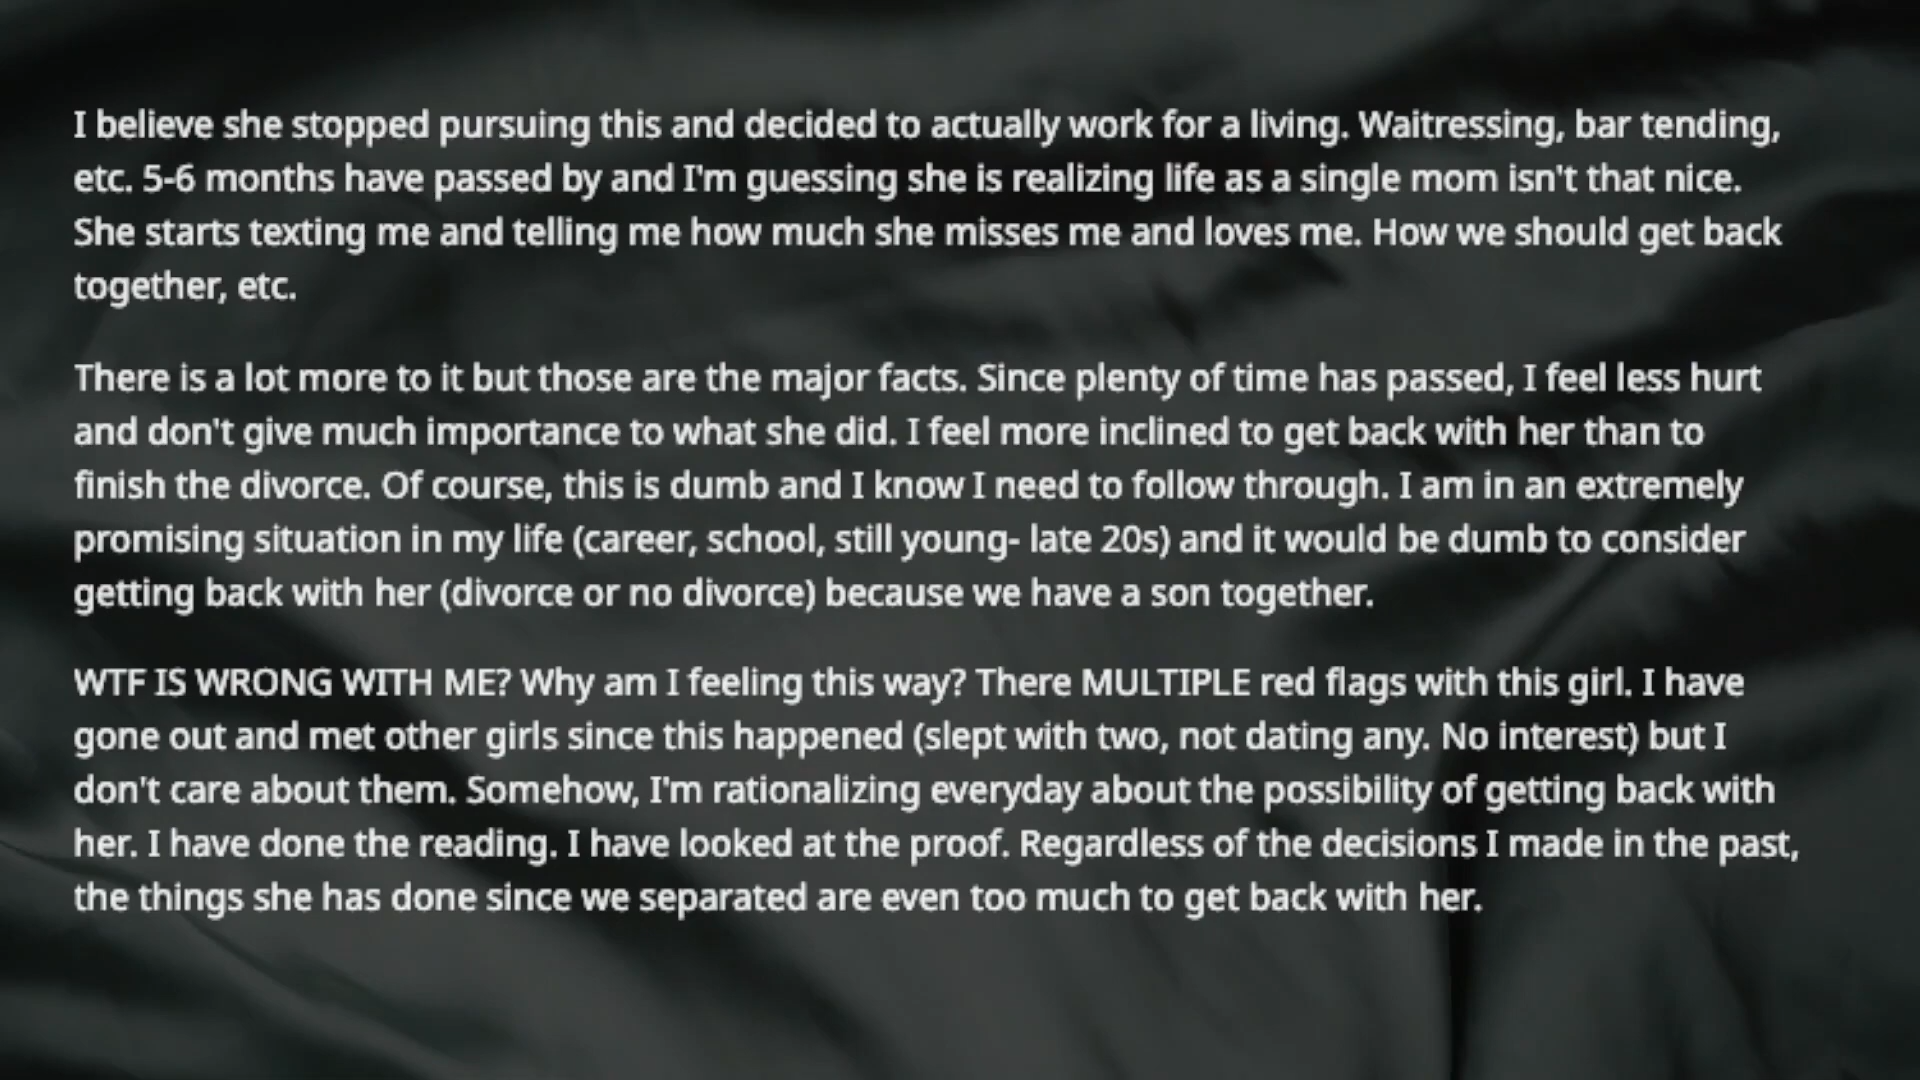 I believe she stopped pursuing this and decided to actually work for a living. Waitressing, bar tending,
etc. 5-6 months have passed by and I'm guessing she is realizing life as a single mom isn't that nice.
She starts texting me and telling me how much she misses me and loves me. How we should get back
together, etc.
There is a lot more to it but those are the major facts. Since plenty of time has passed, I feel less hurt
and don't give much importance to what she did. I feel more inclined to get back with her than to
finish the divorce. Of course, this is dumb and I know I need to follow through. I am in an extremely
promising situation in my life (career, school, still young- late 20s) and it would be dumb to consider
getting back with her (divorce or no divorce) because we have a son together.
WTF IS WRONG WITH ME? Why am I feeling this way? There MULTIPLE red flags with this girl. I have
gone out and met other girls since this happened (slept with two, not dating any. No interest) but I
don't care about them. Somehow, I'm rationalizing everyday about the possibility of getting back with
her. I have done the reading. I have looked at the proof. Regardless of the decisions I made in the past,
the things she has done since we separated are even too much to get back with her.